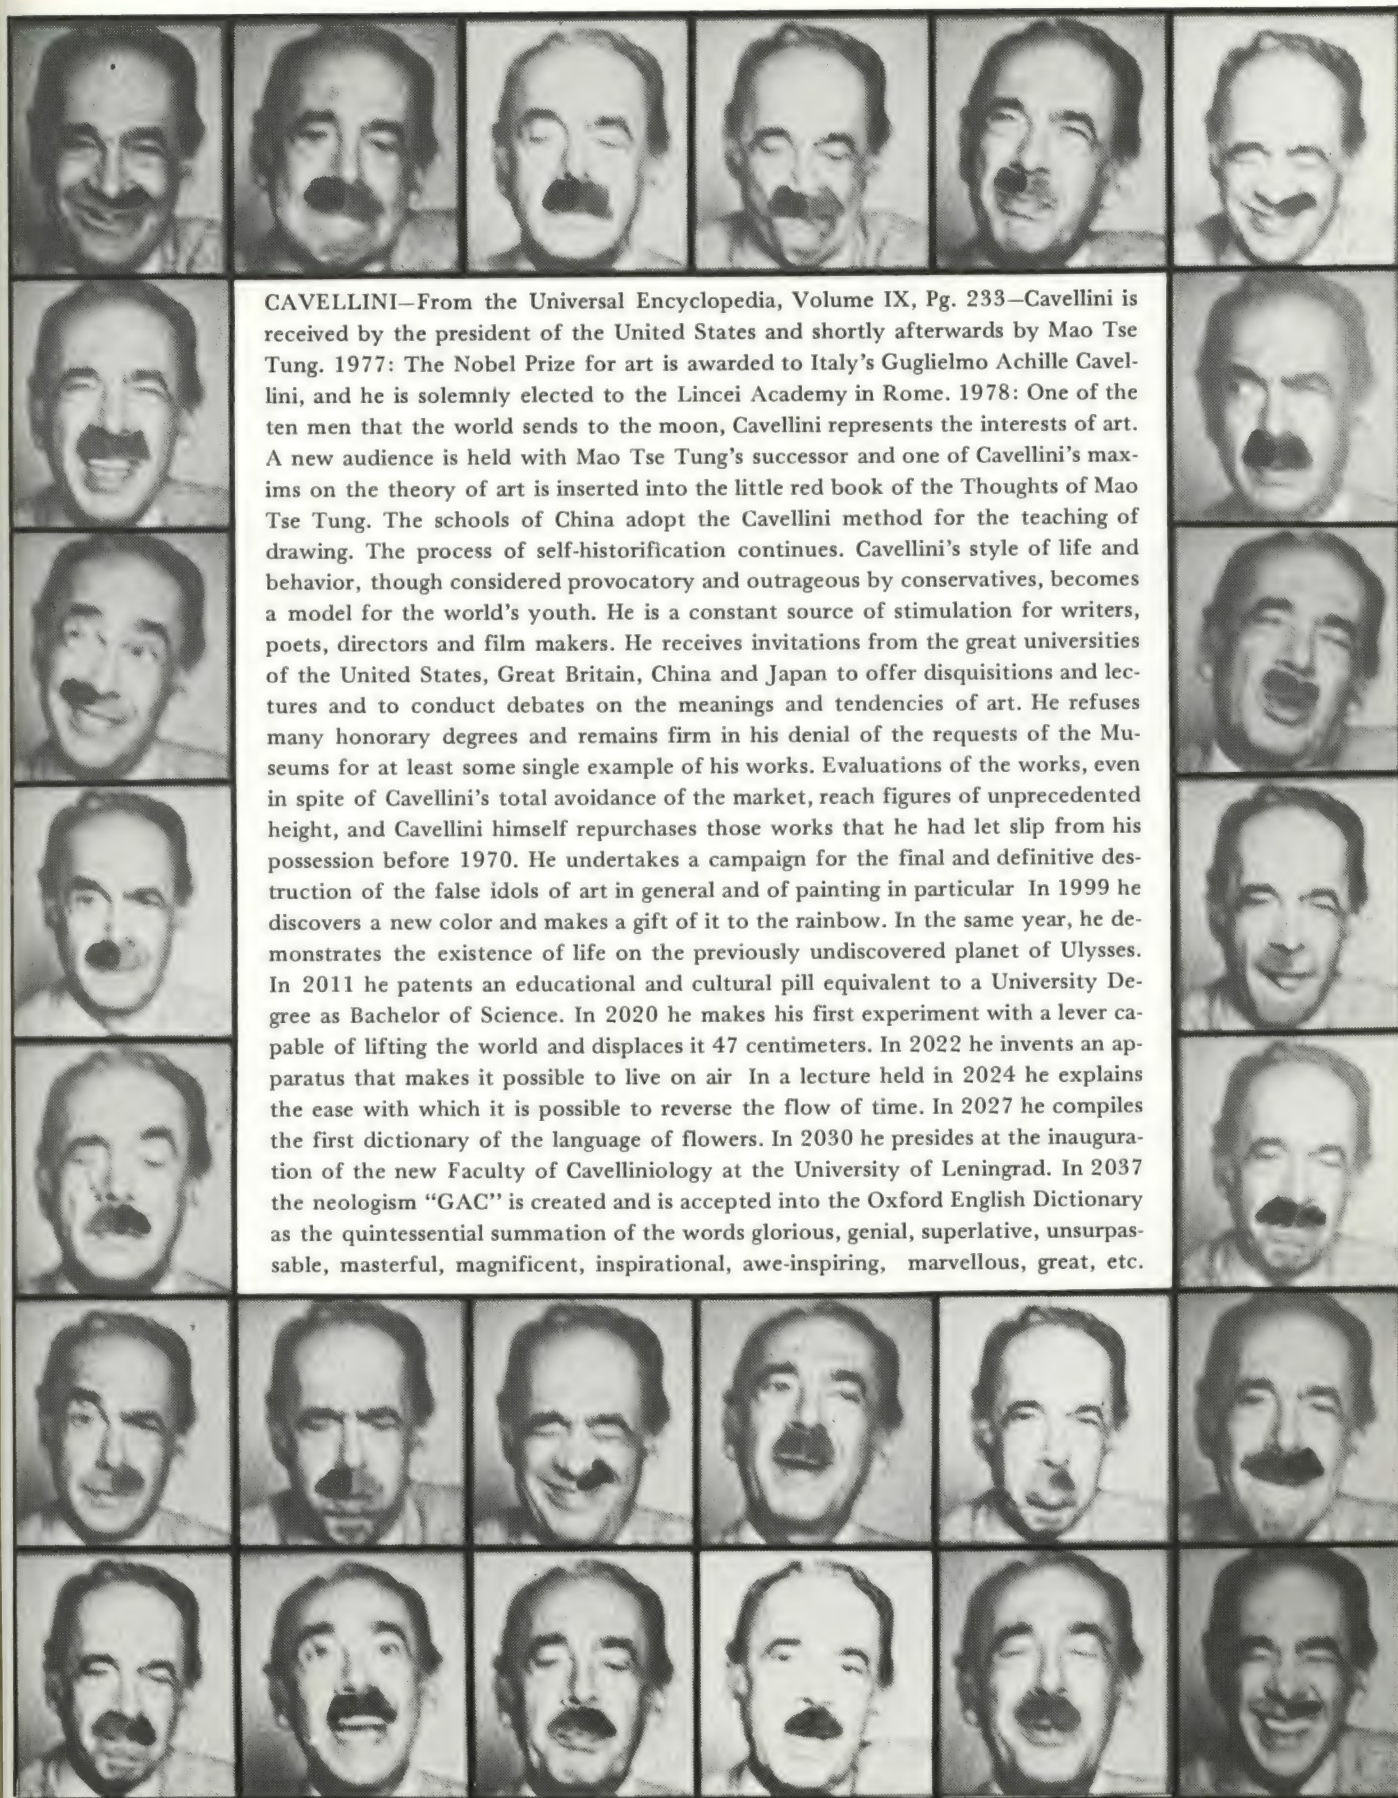 CAVELLINI—From the Universal Encyclopedia, Volume IX, Pg. 233—Cavellini is
received by the president of the United States and shortly afterwards by Mao Tse
Tung. 1977: The Nobel Prize for art is awarded to Italy's Guglielmo Achille Cavel-
lini, and he is solemnly elected to the Lincei Academy in Rome. 1978: One of the
ten men that the world sends to the moon, Cavellini represents the interests of art.
A new audience is held with Mao Tse Tung's successor and one of Cavellini's max-
ims on the theory of art is inserted into the little red book of the Thoughts of Mao
Tse Tung. The schools of China adopt the Cavellini method for the teaching of
drawing. The process of self-historification continues. Cavellini's style of life and
behavior, though considered provocatory and outrageous by conservatives, becomes
a model for the world's youth. He is a constant source of stimulation for writers,
poets, directors and film makers. He receives invitations from the great universities
of the United States, Great Britain, China and Japan to offer disquisitions and lec-
tures and to conduct debates on the meanings and tendencies of art. He refuses
many honorary degrees and remains firm in his denial of the requests of the Mu-
seums for at least some single example of his works. Evaluations of the works, even
in spite of Cavellini's total avoidance of the market, reach figures of unprecedented
height, and Cavellini himself repurchases those works that he had let slip from his
possession before 1970. He undertakes a campaign for the final and definitive des-
truction of the false idols of art in general and of painting in particular In 1999 he
discovers a new color and makes a gift of it to the rainbow. In the same year, he de-
monstrates the existence of life on the previously undiscovered planet of Ulysses.
In 2011 he patents an educational and cultural pill equivalent to a University De-
gree as Bachelor of Science. In 2020 he makes his first experiment with a lever ca-
pable of lifting the world and displaces it 47 centimeters. In 2022 he invents an ap-
paratus that makes it possible to live on air In a lecture held in 2024 he explains
the ease with which it is possible to reverse the flow of time. In 2027 he compiles
the first dictionary of the language of flowers. In 2030 he presides at the inaugura-
tion of the new Faculty of Cavelliniology at the University of Leningrad. In 2037
the neologism “GAC” is created and is accepted into the Oxford English Dictionary
as the quintessential summation of the words glorious, genial, superlative, unsurpas-
sable, masterful, magnificent, inspirational, awe-inspiring, marvellous, great, etc.